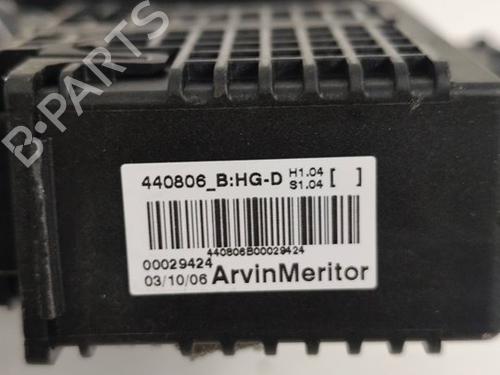 B-PARTS
440806_B:HG-D H1.04 [ ]
S1.04
440806B00029424
00029424
03/10/06 ArvinMeritor